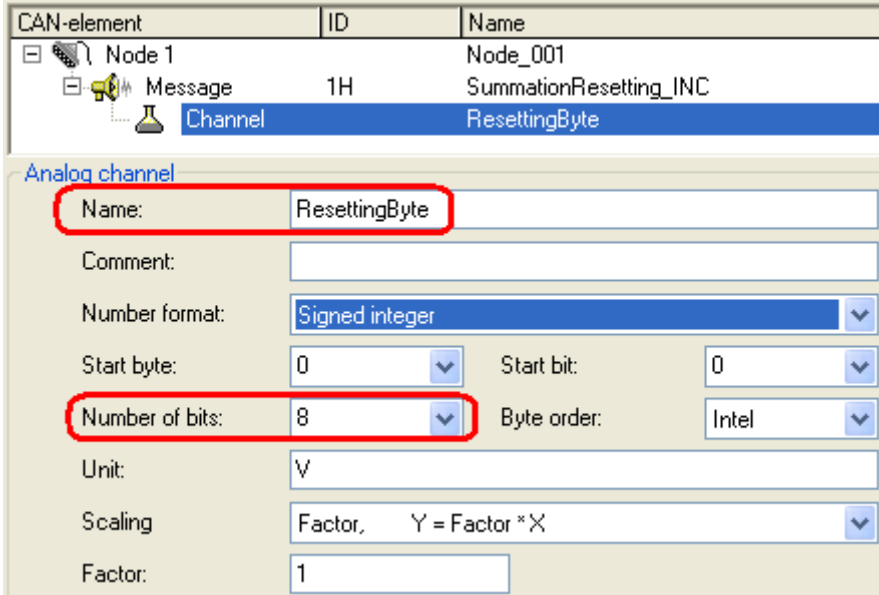 CAN-element ID Name
Node 1 Node_001
Message 1H SummationResetting_INC
Channel ResettingByte
Analog channel
Name: ResettingByte
Comment:
Number format: Signed integer
Start byte: 0 Start bit: 0
Number of bits: 8 Byte order: Intel
Unit: V
Scaling Factor, Y = Factor * X
Factor: 1